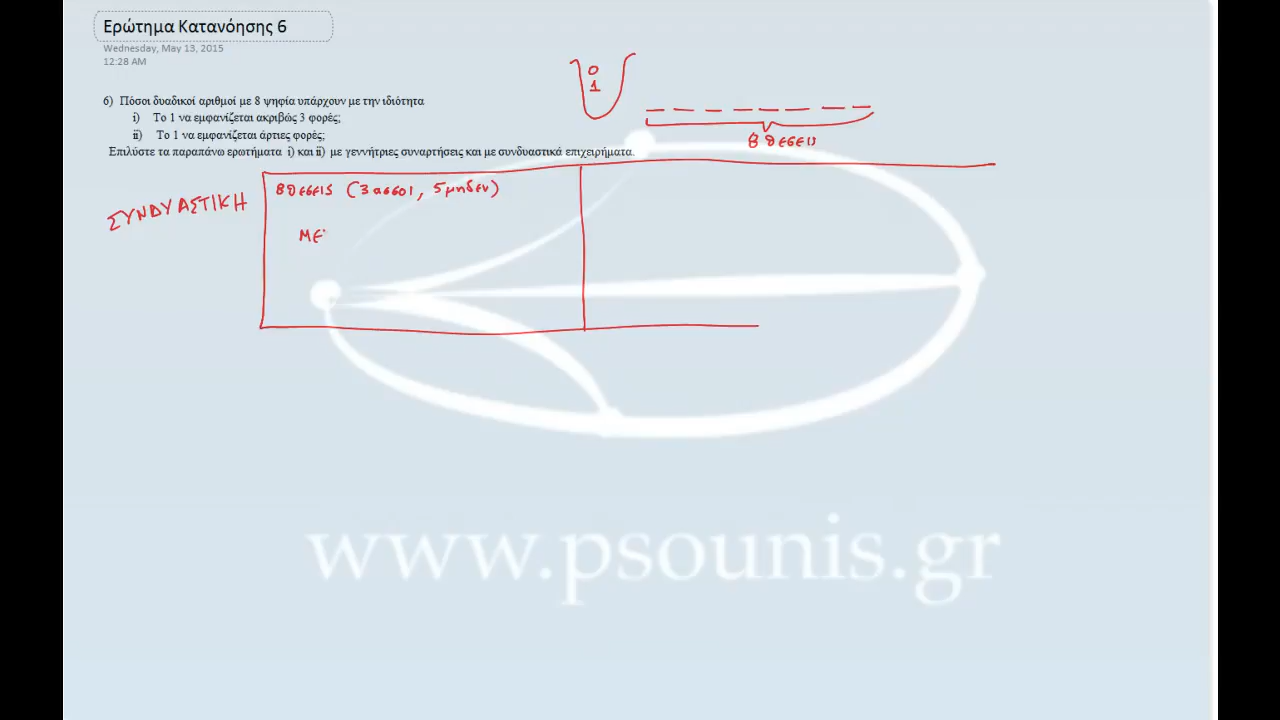 Ερώτημα Κατανόησης 6
Wednesday, May 13, 2015
12:28 AM
0
1
6) Πόσοι δυαδικοί αριθμοί με 8 ψηφία υπάρχουν με την ιδιότητα
i) Το 1 να εμφανίζεται ακριβώς 3 φορές;
ii) Το 1 να εμφανίζεται άρτιες φορές;
8 θεσεις
Επιλύστε τα παραπάνω ερωτήματα i) και ii) με γεννήτριες συναρτήσεις και με συνδυαστικά επιχειρήματα.
ΣΥΝΔΥΑΣΤΙΚΗ
8 θεσεις (3 ασσοι, 5 μηδεν)
ΜΕ
www.psounis.gr